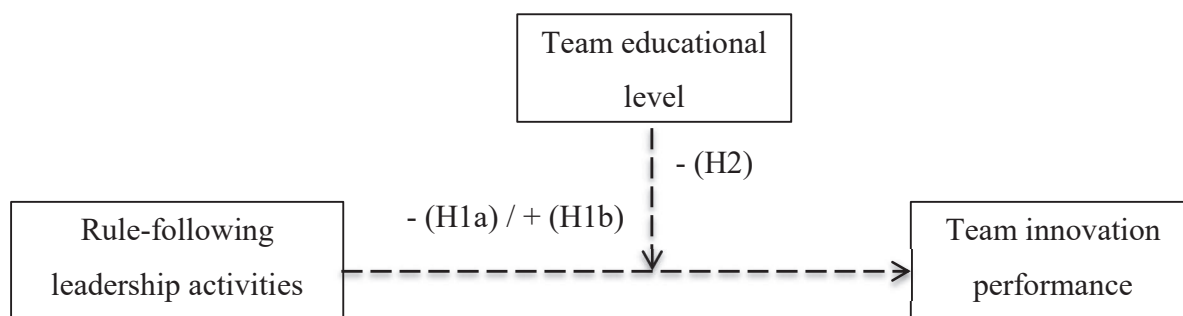 Team educational
level
- (H2)
- (H1a) / + (H1b)
Rule-following
leadership activities
Team innovation
performance